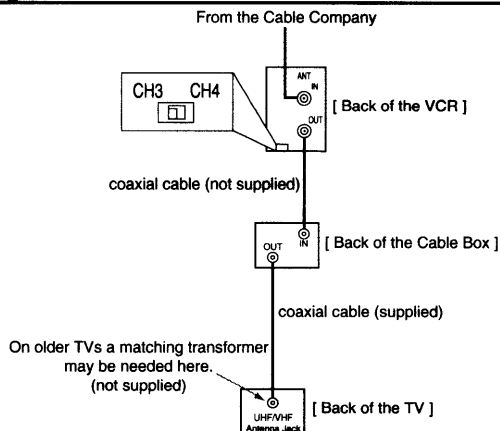 From the Cable Company
CH3 CH4
ANT
IN
OUT
[ Back of the VCR ]
coaxial cable (not supplied)
OUT
IN
[ Back of the Cable Box ]
coaxial cable (supplied)
On older TVs a matching transformer
may be needed here.
(not supplied)
UHF/VHF
Antenna Jack
[ Back of the TV ]